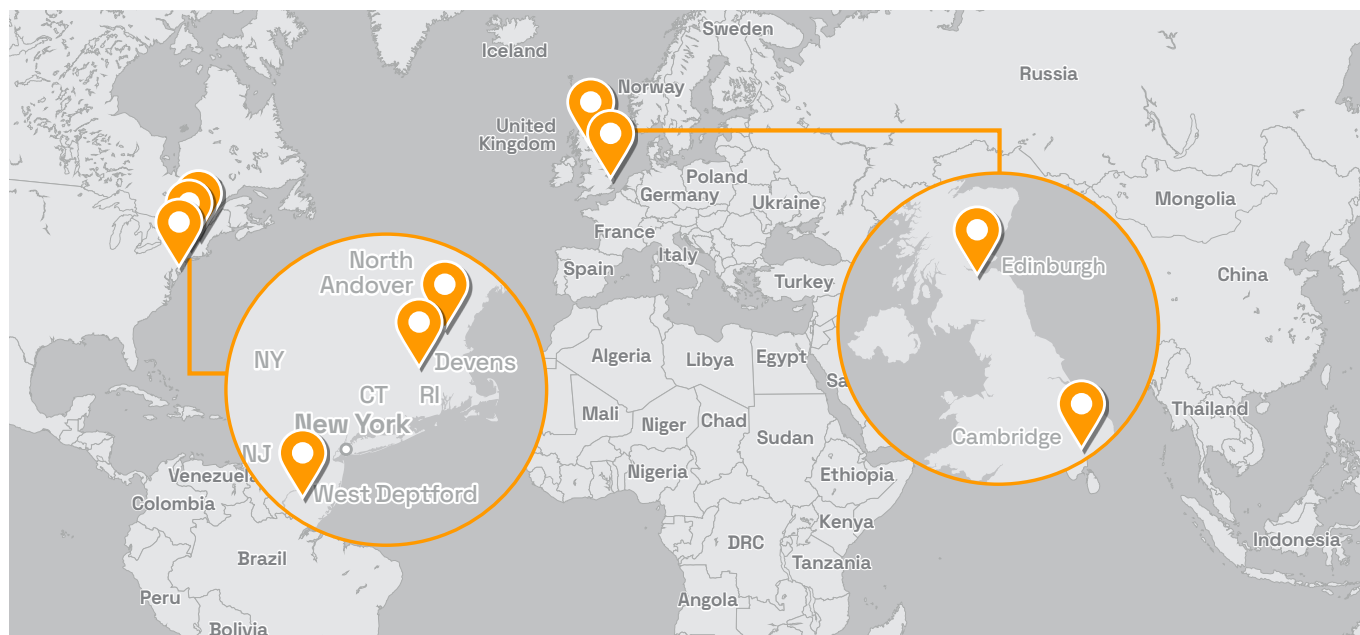 Sweden
Iceland
Russia
Norway
United
Kingdom
Poland
Germany
Ukraine
Mongolia
France
Italy
Spain
Turkey
China
North
Andover
Edinburgh
NY
Devens
Algeria
Libya
Egypt
Sa
CT
RI
New York
Mali
Niger
Chad
Sudan
Cambridge
Thailand
NJ
Venezuel
West Deptford
Nigeria
Ethiopia
Colombia
Kenya
DRC
Indonesia
Brazil
Tanzania
Peru
Angola
Bolivia